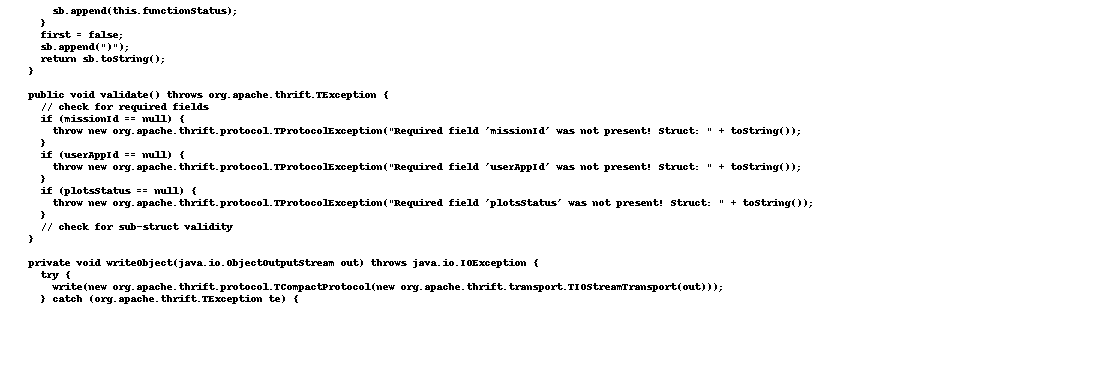 sb.append(this.functionStatus);
}
first = false;
sb.append(")");
return sb.toString();
}
public void validate() throws org.apache.thrift.TException {
// check for required fields
if (missionId == null) {
throw new org.apache.thrift.protocol.TProtocolException("Required field 'missionId' was not present! Struct: " + toString());
}
if (userAppId == null) {
throw new org.apache.thrift.protocol.TProtocolException("Required field 'userAppId' was not present! Struct: " + toString());
}
if (plotsStatus == null) {
throw new org.apache.thrift.protocol.TProtocolException("Required field 'plotsStatus' was not present! Struct: " + toString());
}
// check for sub-struct validity
}
private void writeObject(java.io.ObjectOutputStream out) throws java.io.IOException {
try {
write(new org.apache.thrift.protocol.TCompactProtocol(new org.apache.thrift.transport.TIOStreamTransport(out)));
} catch (org.apache.thrift.TException te) {